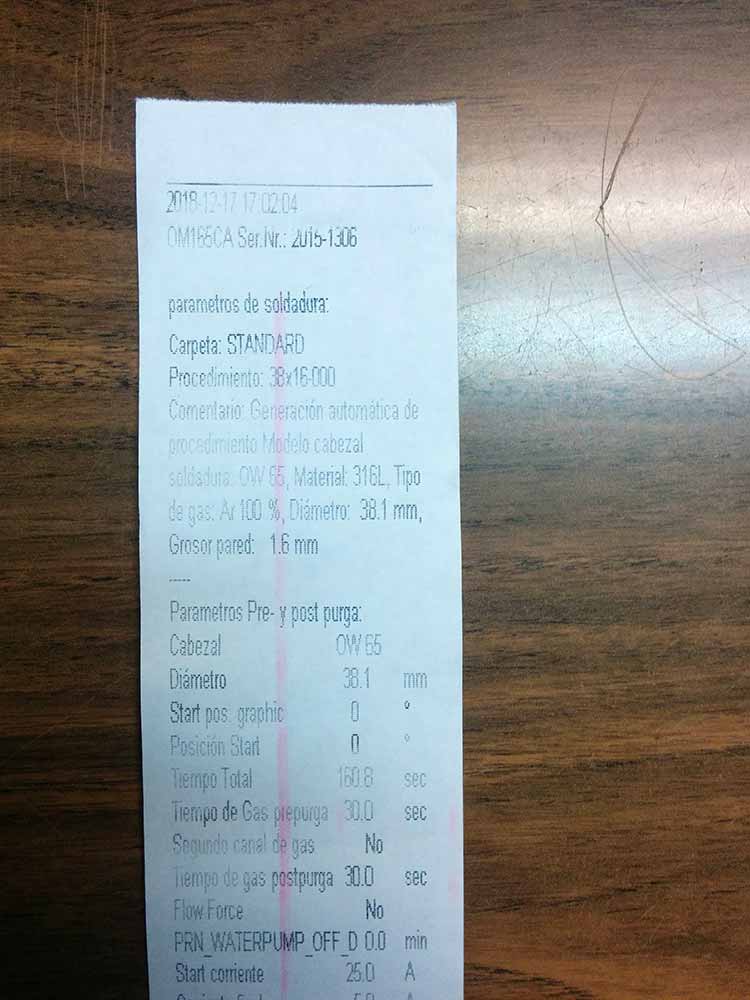 2018-12-17 17:02:04
OM165CA Ser.Nr.: 2015-1306
parametros de soldadura:
Carpeta: STANDARD
Procedimiento: 38x16-000
Comentario: Generación automática de
procedimiento Modelo cabezal
soldadura: OW 65, Material: 316L, Tipo
de gas: Ar 100 %, Diámetro: 38.1 mm,
Grosor pared: 1.6 mm
-----
Parametros Pre- y post purga:
Cabezal OW 65
Diámetro 38.1 mm
Start pos. graphic 0 °
Posición Start 0 °
Tiempo Total 160.8 sec
Tiempo de Gas prepurga 30.0 sec
Segundo canal de gas No
Tiempo de gas postpurga 30.0 sec
Flow Force No
PRN_WATERPUMP_OFF_D 0.0 min
Start corriente 25.0 A